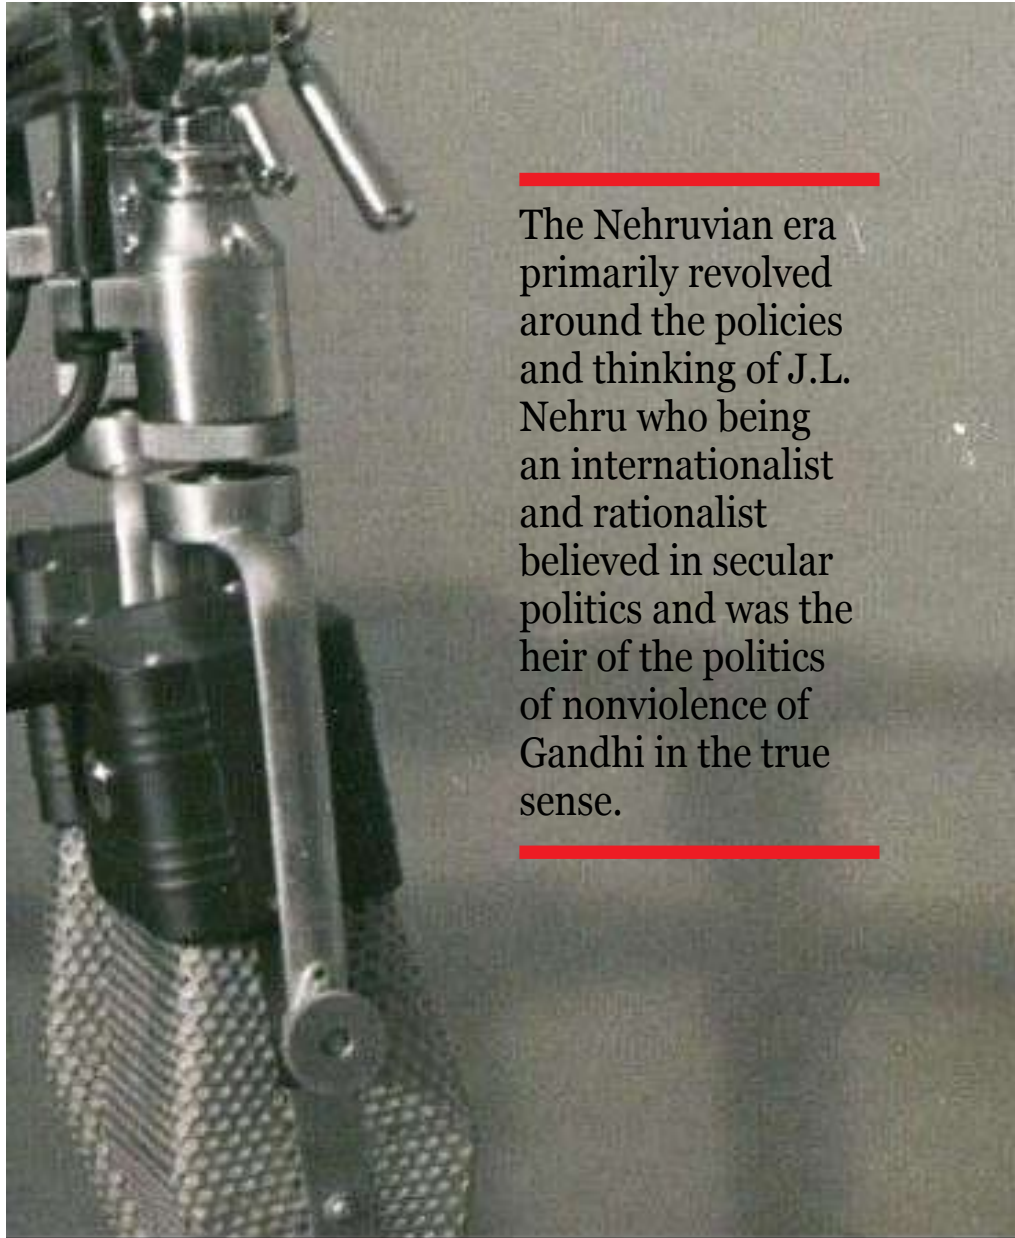 The Nehruvian era
primarily revolved
around the policies
and thinking of J.L.
Nehru who being
an internationalist
and rationalist
believed in secular
politics and was the
heir of the politics
of nonviolence of
Gandhi in the true
sense.